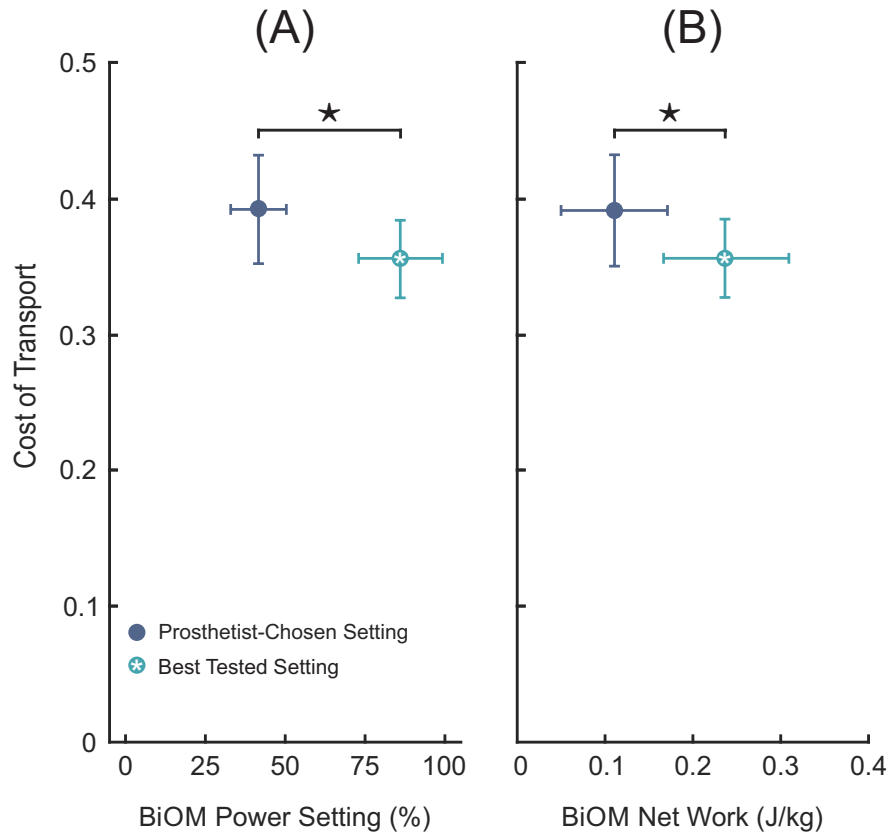 (A)
(B)
0.5
0.4
0.3
0.2
0.1
0
Cost of Transport
Prosthetist-Chosen Setting
Best Tested Setting
0 25 50 75 100
0 0.1 0.2 0.3 0.4
BiOM Power Setting (%)
BiOM Net Work (J/kg)